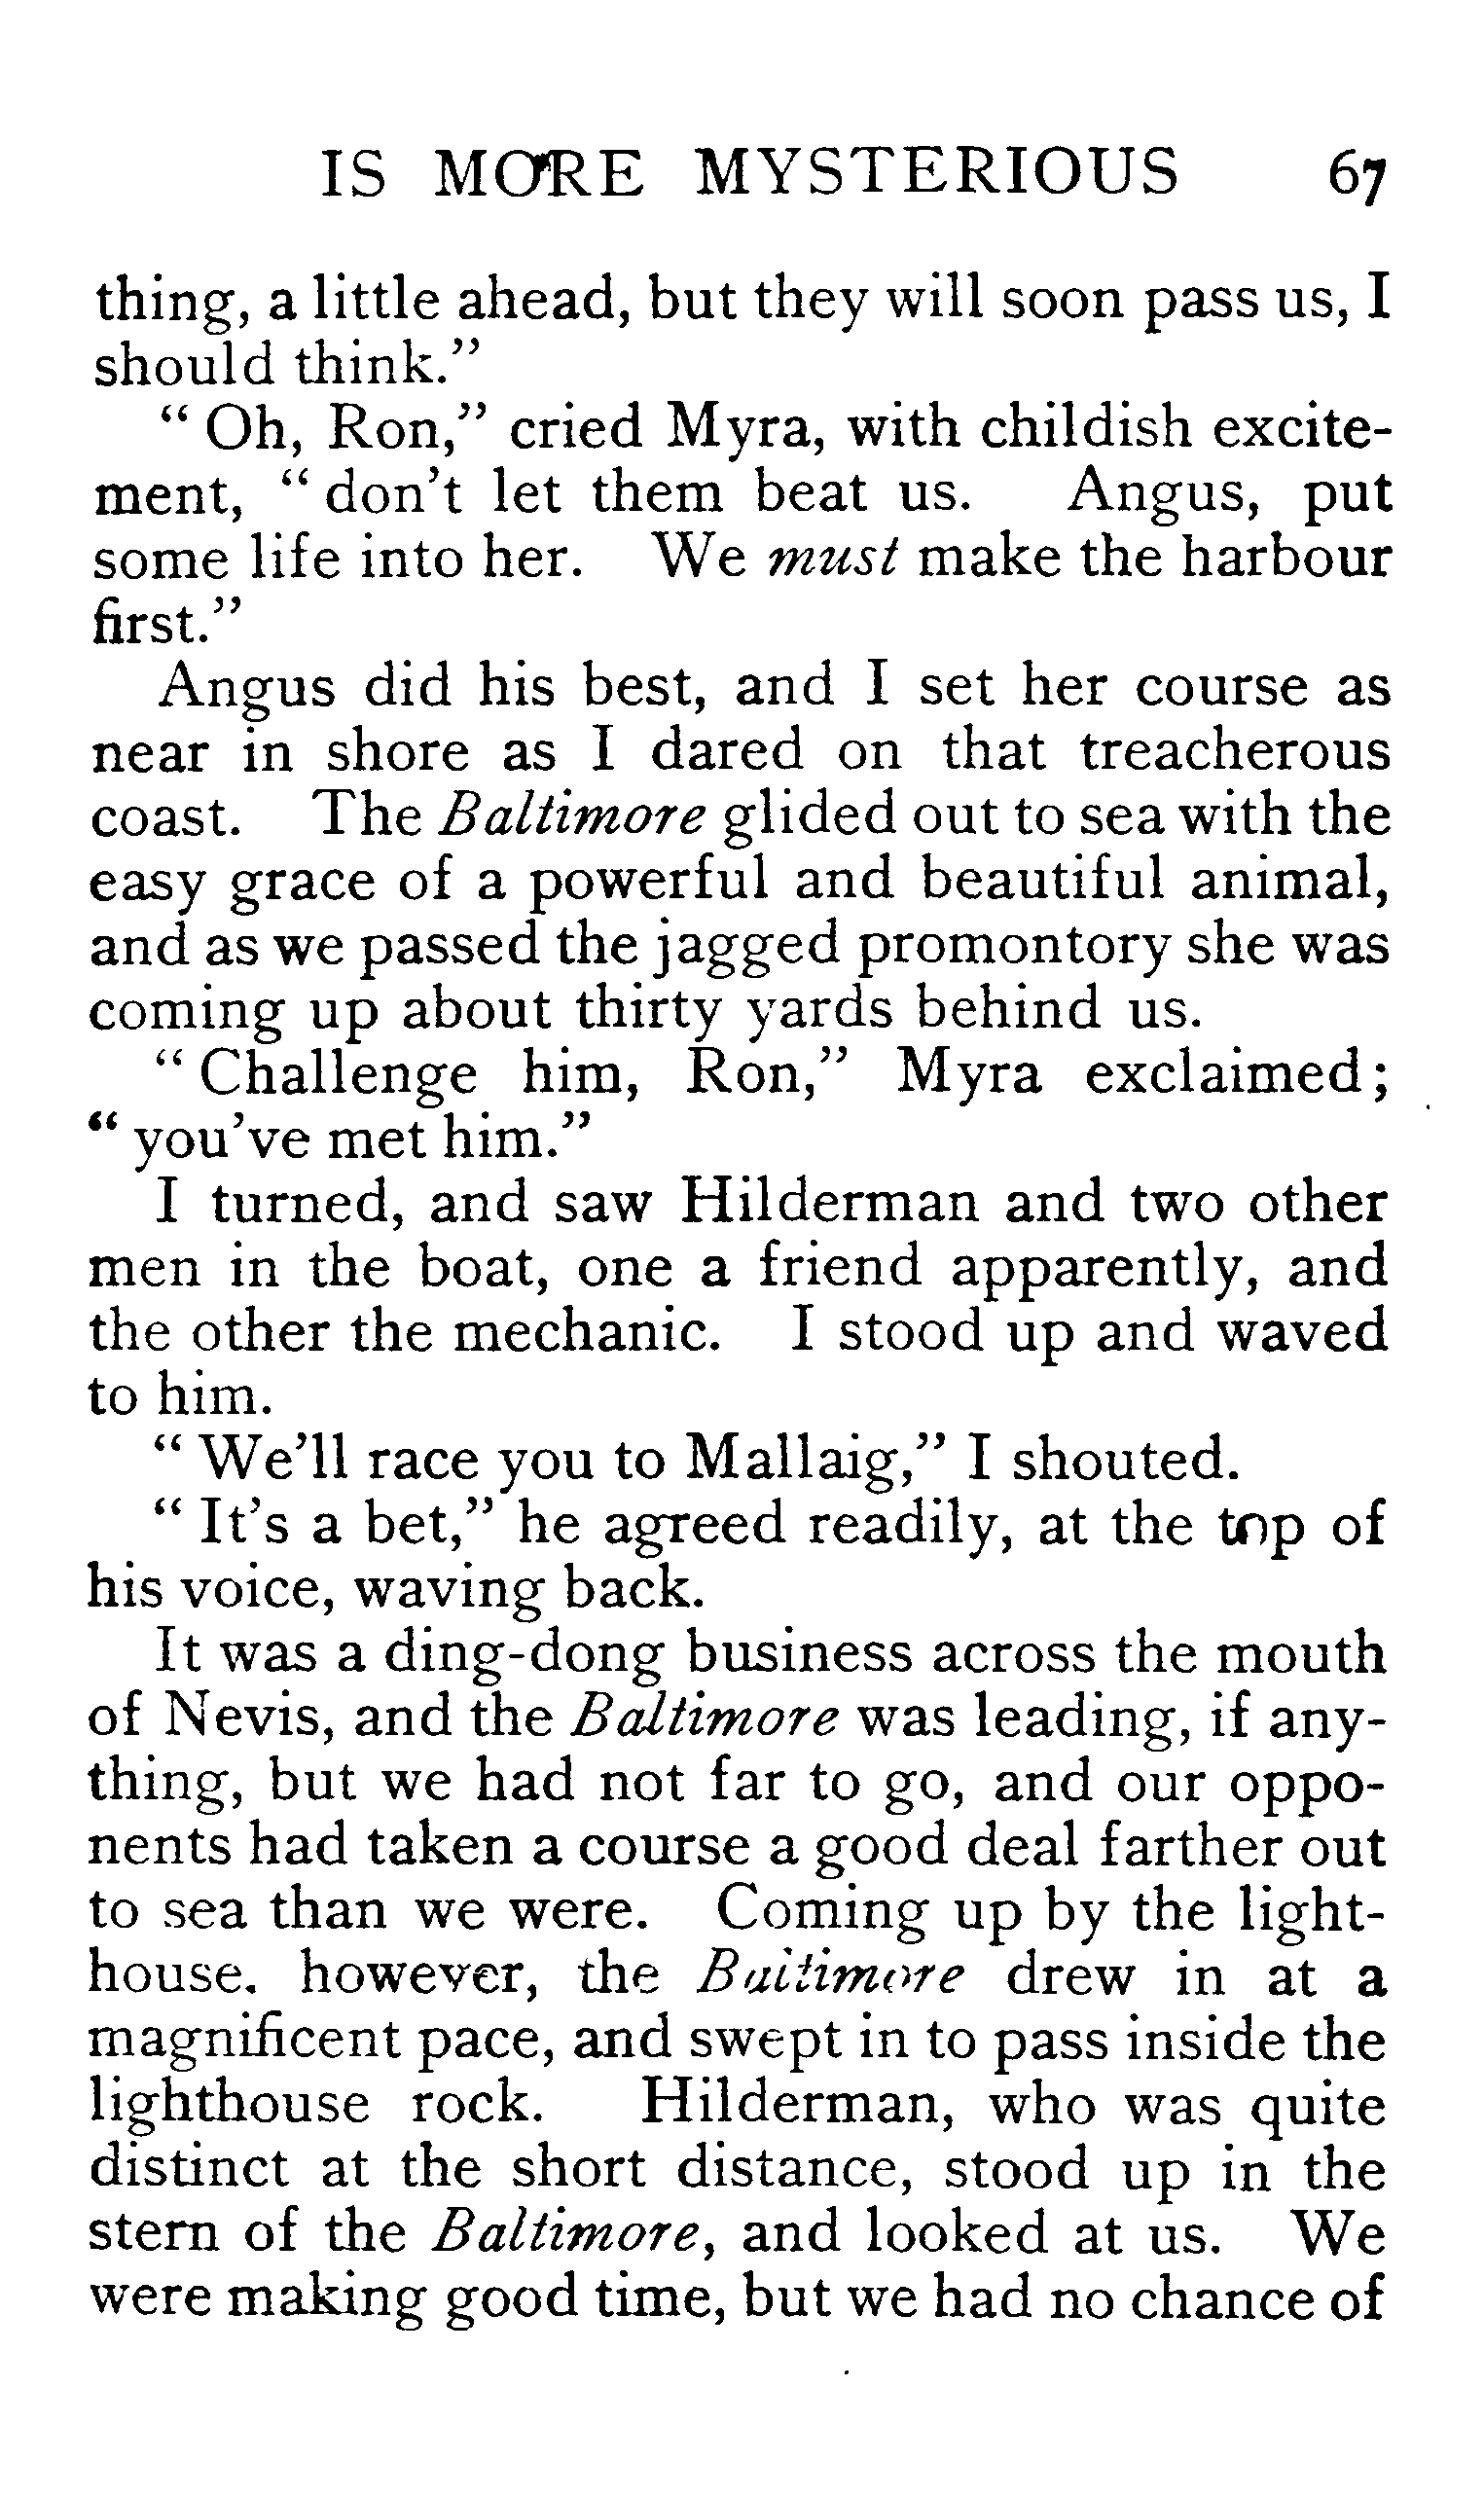 IS MORE MYSTERIOUS 67
thing, a little ahead, but they will soon pass us, I
should think."
" Oh, Ron," cried Myra, with childish excite-
ment, " don't let them beat us. Angus, put
some life into her. We must make the harbour
first."
Angus did his best, and I set her course as
near in shore as I dared on that treacherous
coast. The Baltimore glided out to sea with the
easy grace of a powerful and beautiful animal,
and as we passed the jagged promontory she was
coming up about thirty yards behind us.
" Challenge him, Ron," Myra exclaimed ;
" you've met him."
I turned, and saw Hilderman and two other
men in the boat, one a friend apparently, and
the other the mechanic. I stood up and waved
to him.
" We'll race you to Mallaig," I shouted.
" It's a bet," he agreed readily, at the top of
his voice, waving back.
It was a ding-dong business across the mouth
of Nevis, and the Baltimore was leading, if any-
thing, but we had not far to go, and our oppo-
nents had taken a course a good deal farther out
to sea than we were. Coming up by the light-
house. however, the Baltimore drew in at a
magnificent pace, and swept in to pass inside the
lighthouse rock. Hilderman, who was quite
distinct at the short distance, stood up in the
stern of the Baltimore, and looked at us. We
were making good time, but we had no chance of